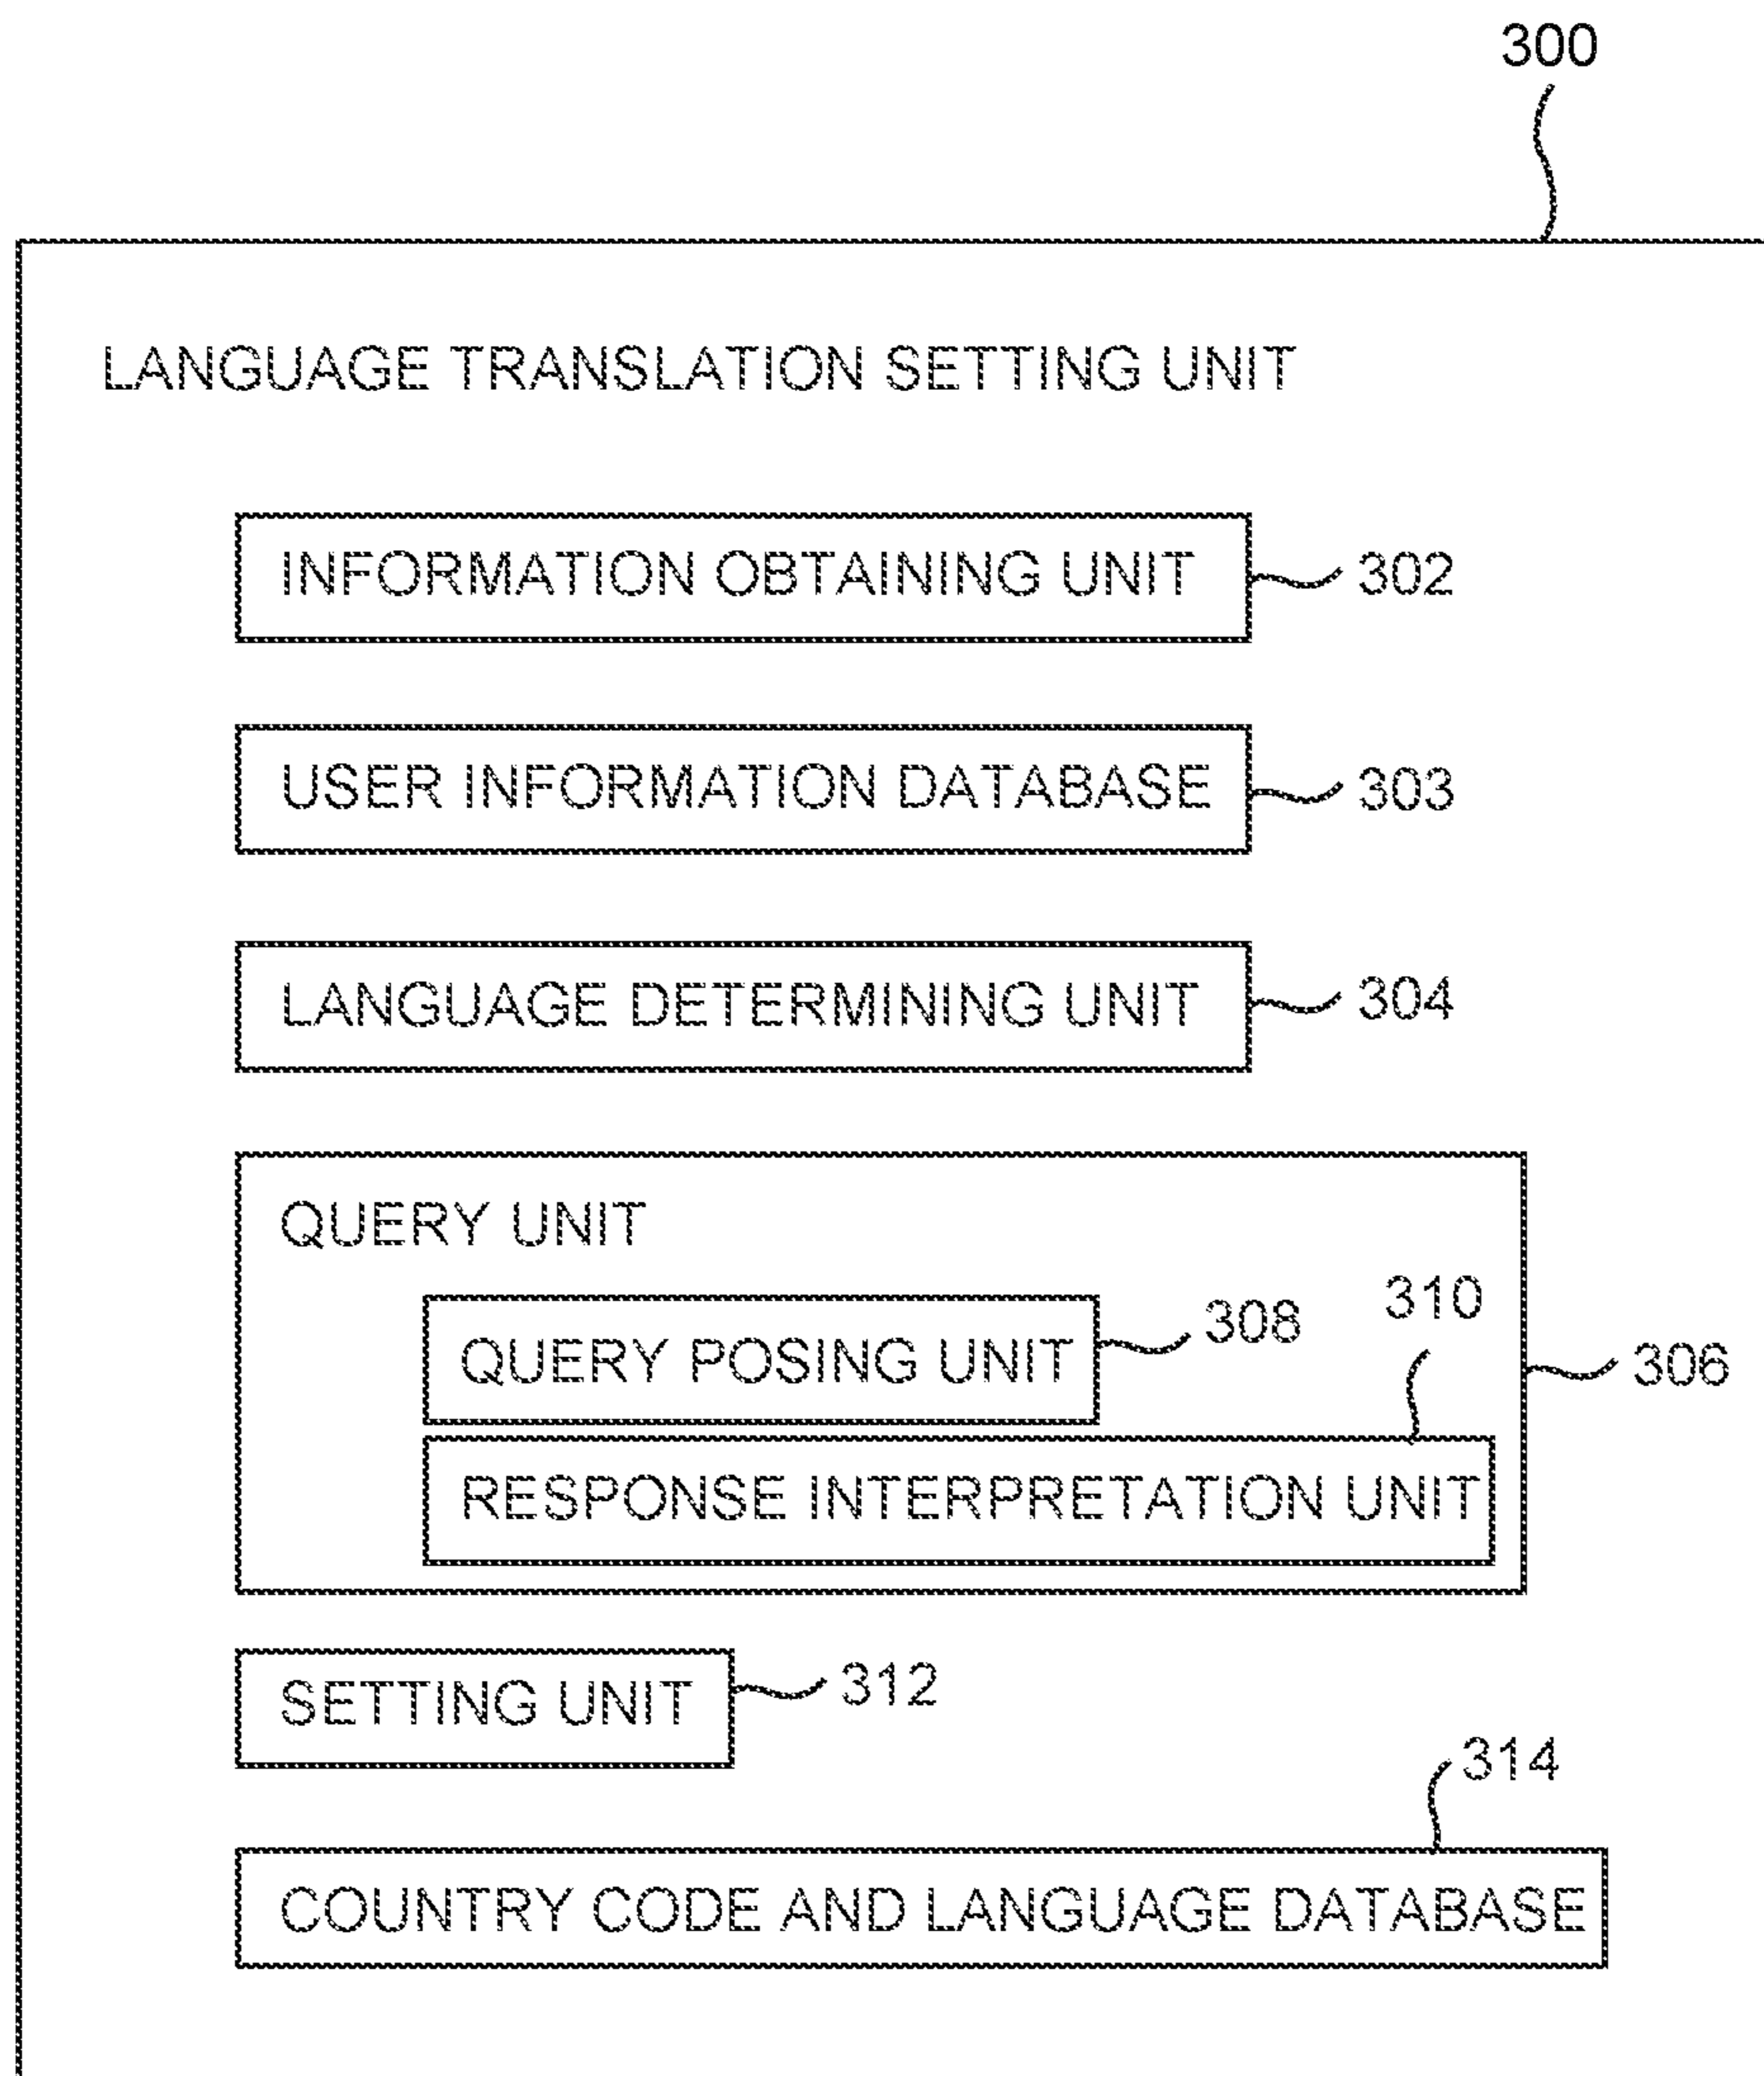 300
LANGUAGE TRANSLATION SETTING UNIT
INFORMATION OBTAINING UNIT 302
USER INFORMATION DATABASE 303
LANGUAGE DETERMINING UNIT 304
QUERY UNIT
QUERY POSING UNIT 308
310
306
RESPONSE INTERPRETATION UNIT
SETTING UNIT 312
314
COUNTRY CODE AND LANGUAGE DATABASE